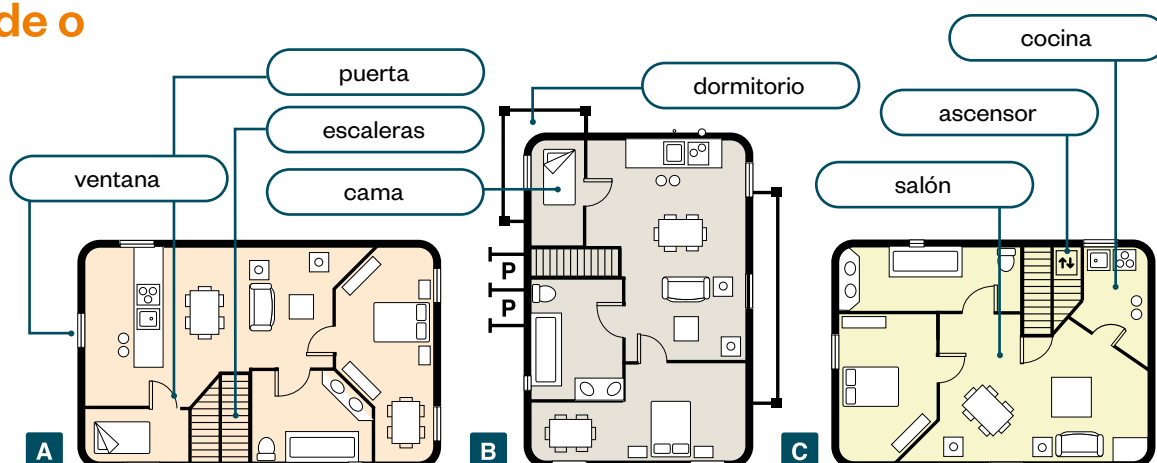 de o
cocina
puerta
dormitorio
ascensor
escaleras
ventana
cama
salón
P
P
A
B
C